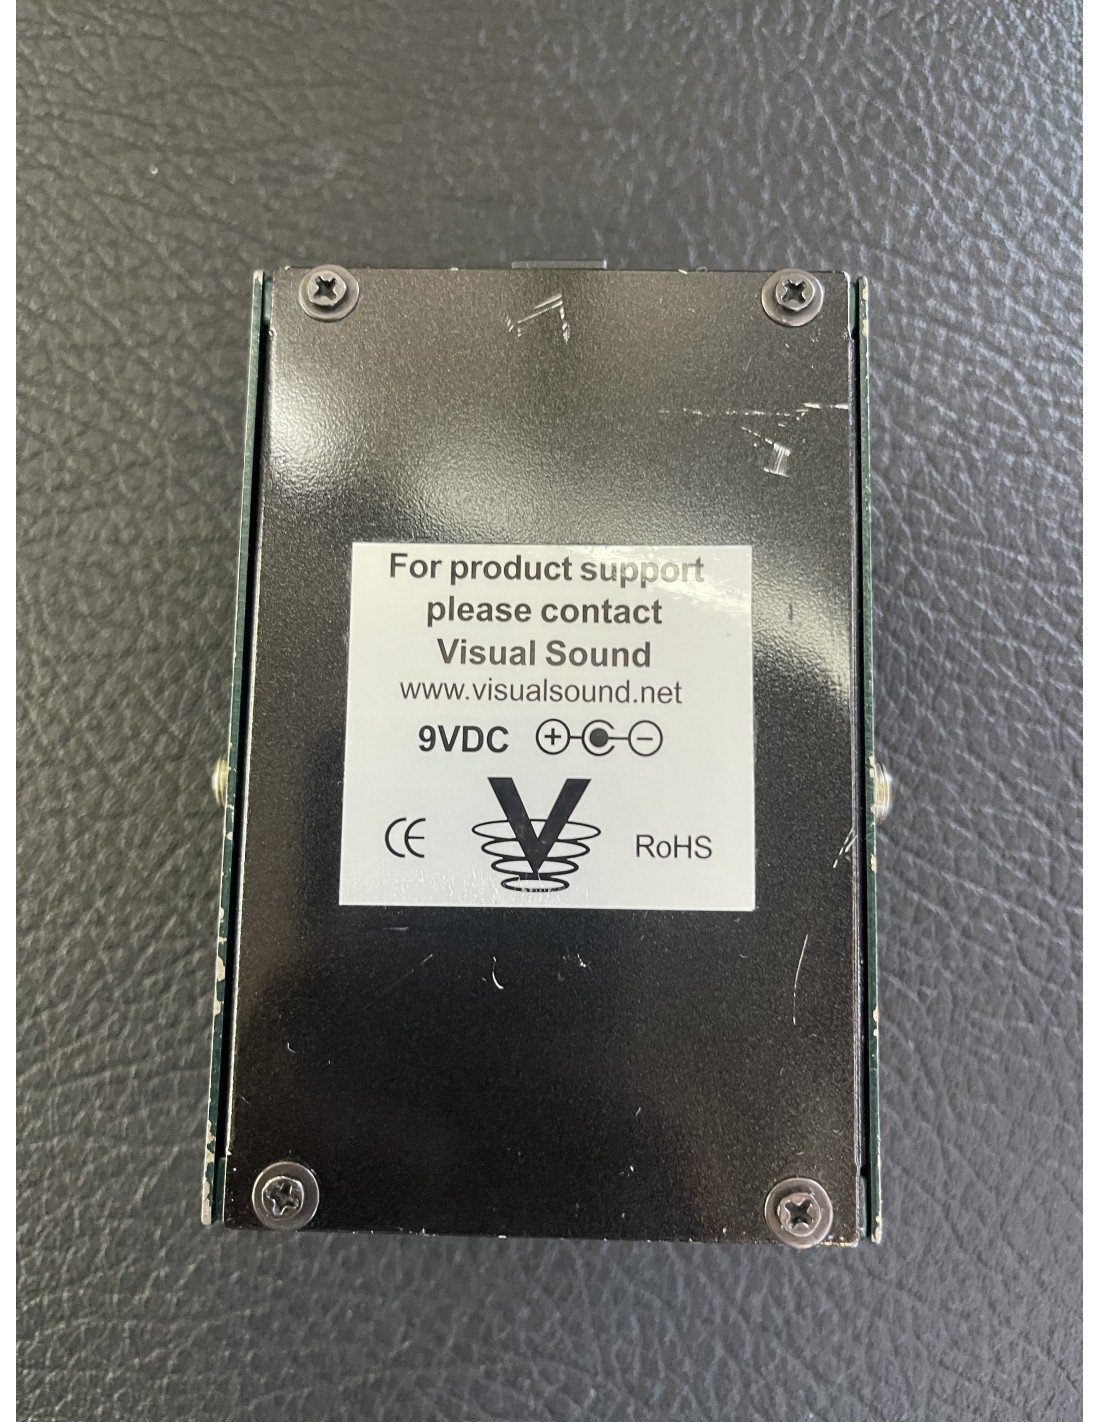 For product support
please contact
Visual Sound
www.visualsound.net
9VDC + −
CE V RoHS